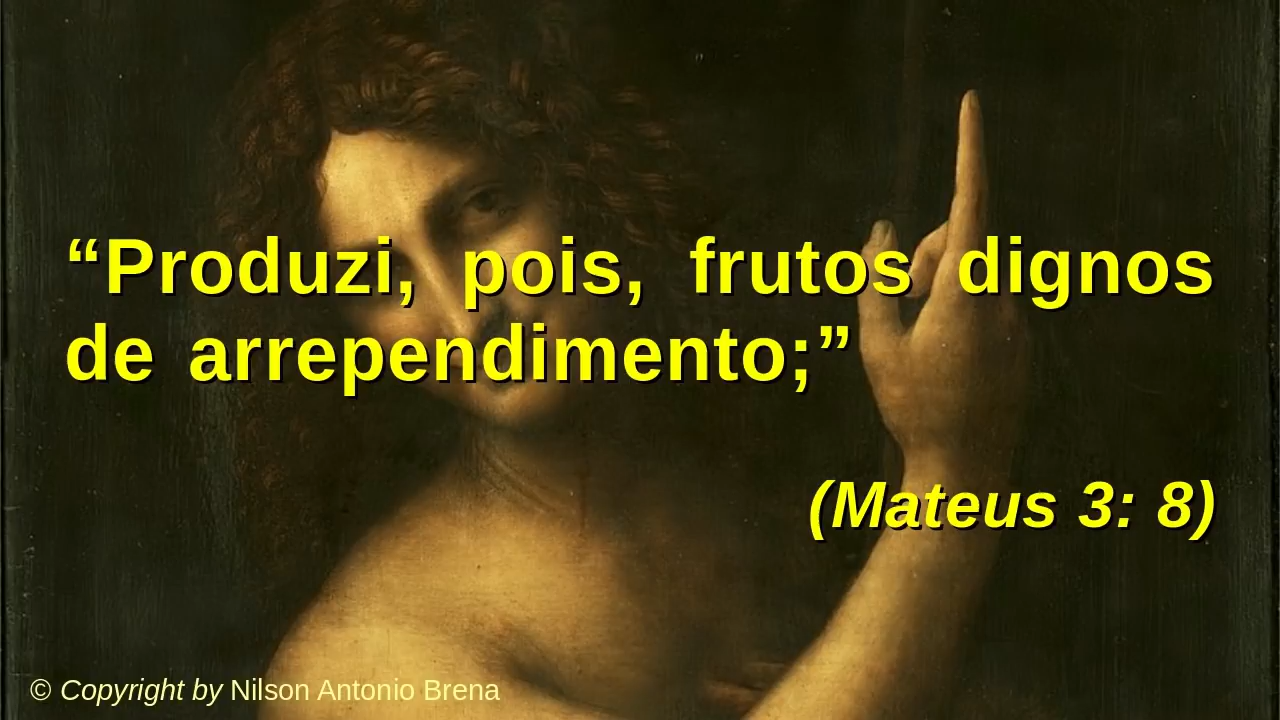 “Produzi, pois, frutos dignos
de arrependimento;”
(Mateus 3: 8)
© Copyright by Nilson Antonio Brena